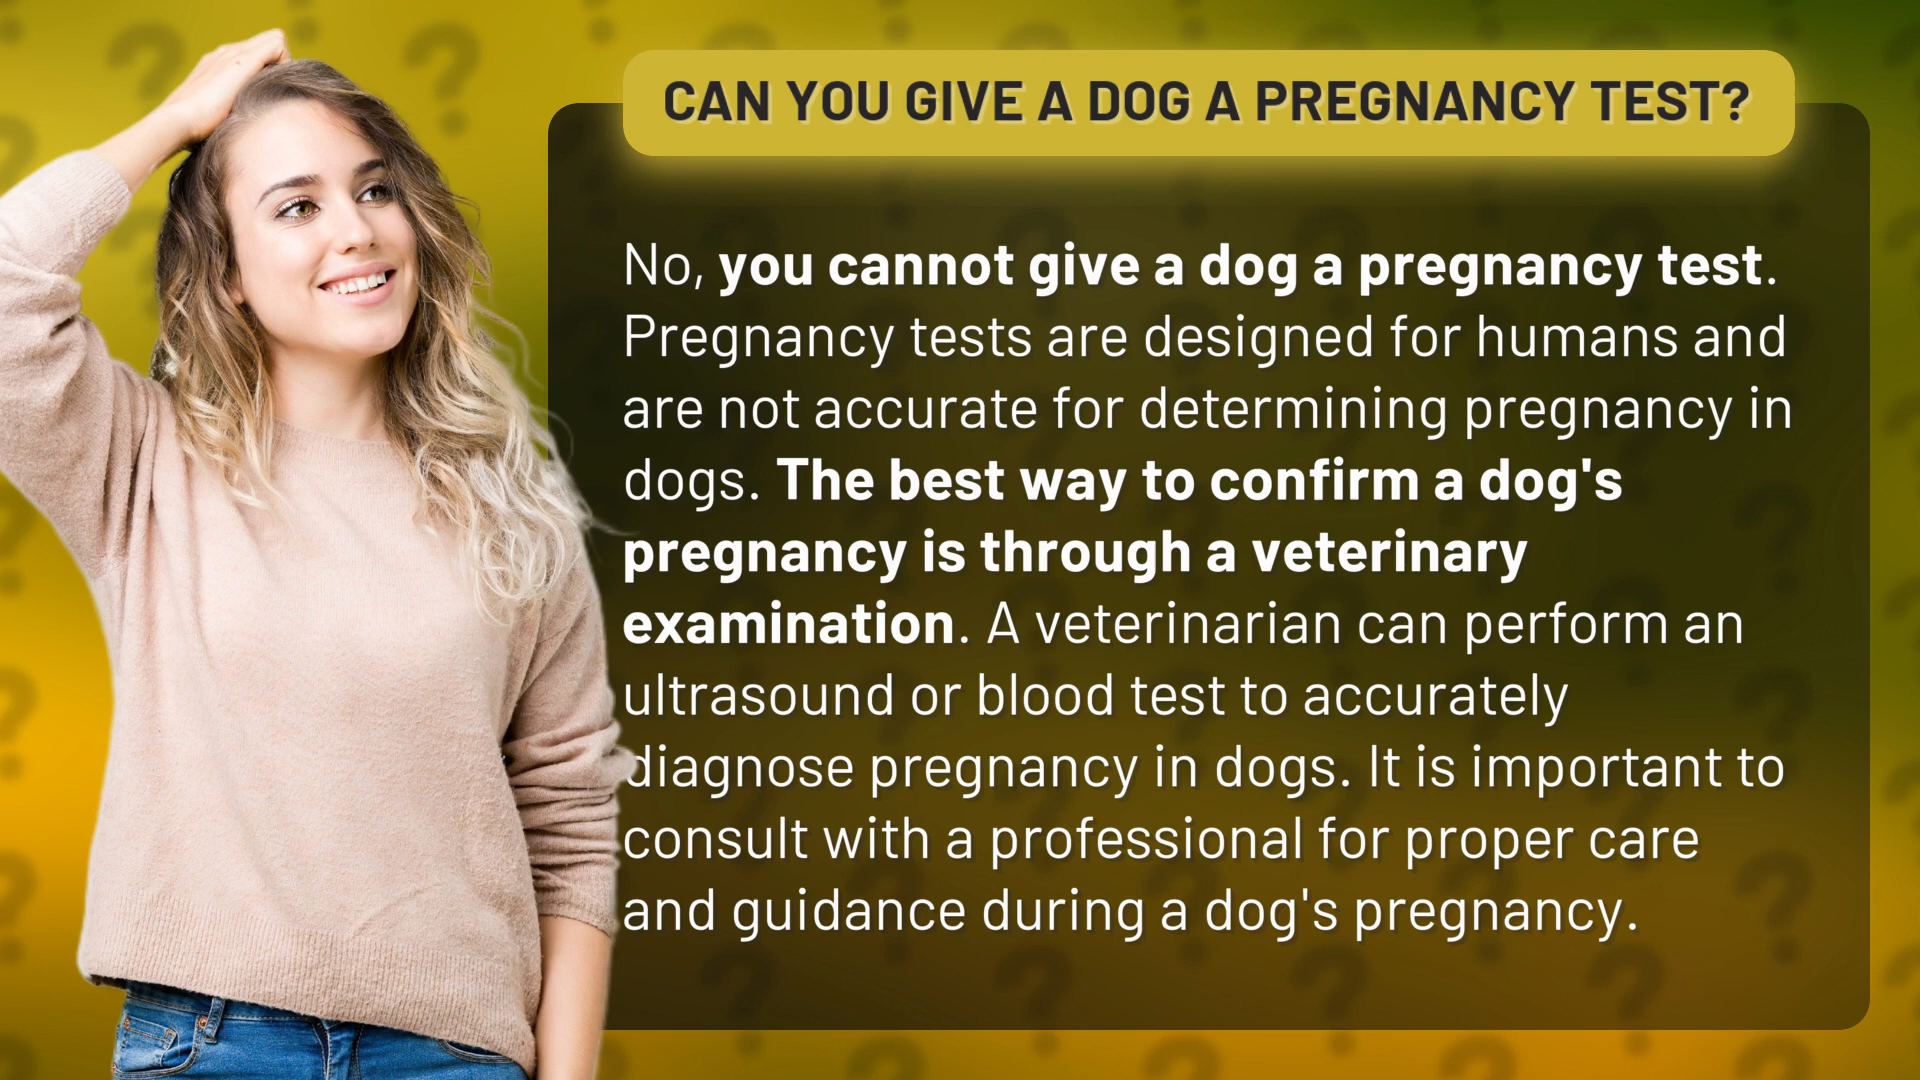 CAN YOU GIVE A DOG A PREGNANCY TEST?
No, you cannot give a dog a pregnancy test.
Pregnancy tests are designed for humans and
are not accurate for determining pregnancy in
dogs. The best way to confirm a dog's
pregnancy is through a veterinary
examination. A veterinarian can perform an
ultrasound or blood test to accurately
diagnose pregnancy in dogs. It is important to
consult with a professional for proper care
and guidance during a dog's pregnancy.